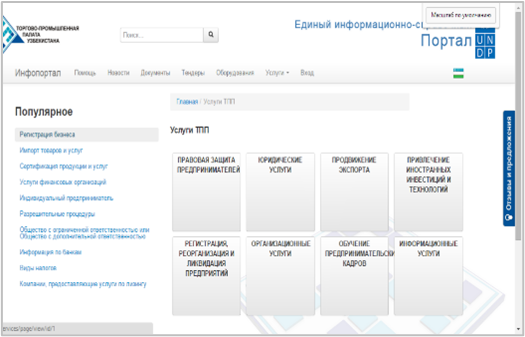 ТОРГОВО-ПРОМЫШЛЕННАЯ
ПАЛАТА
УЗБЕКИСТАНА
Поиск...
Масштаб по умолчанию
Единый информационно-
Портал
U N
D P
Инфопортал Помощь Новости Документы Тендеры Оборудования Услуги Вход
Популярное
Регистрация бизнеса
Импорт товаров и услуг
Сертификация продукции и услуг
Услуги финансовых организаций
Индивидуальный предприниматель
Разрешительные процедуры
Общество с ограниченной ответственностью или
Общество с дополнительной ответственностью
Информация по банкам
Виды налогов
Компании, предоставляющие услуги по лизингу
Главная / Услуги ТПП
Услуги ТПП
ПРАВОВАЯ ЗАЩИТА
ПРЕДПРИНИМАТЕЛЕЙ
ЮРИДИЧЕСКИЕ
УСЛУГИ
ПРОДВИЖЕНИЕ
ЭКСПОРТА
ПРИВЛЕЧЕНИЕ
ИНОСТРАННЫХ
ИНВЕСТИЦИЙ И
ТЕХНОЛОГИЙ
РЕГИСТРАЦИЯ,
РЕОРГАНИЗАЦИЯ И
ЛИКВИДАЦИЯ
ПРЕДПРИЯТИЙ
ОРГАНИЗАЦИОННЫЕ
УСЛУГИ
ОБУЧЕНИЕ
ПРЕДПРИНИМАТЕЛЬСКИ
КАДРОВ
ИНФОРМАЦИОННЫЕ
УСЛУГИ
Отзывы и предложения
ervices/page/view/id/1